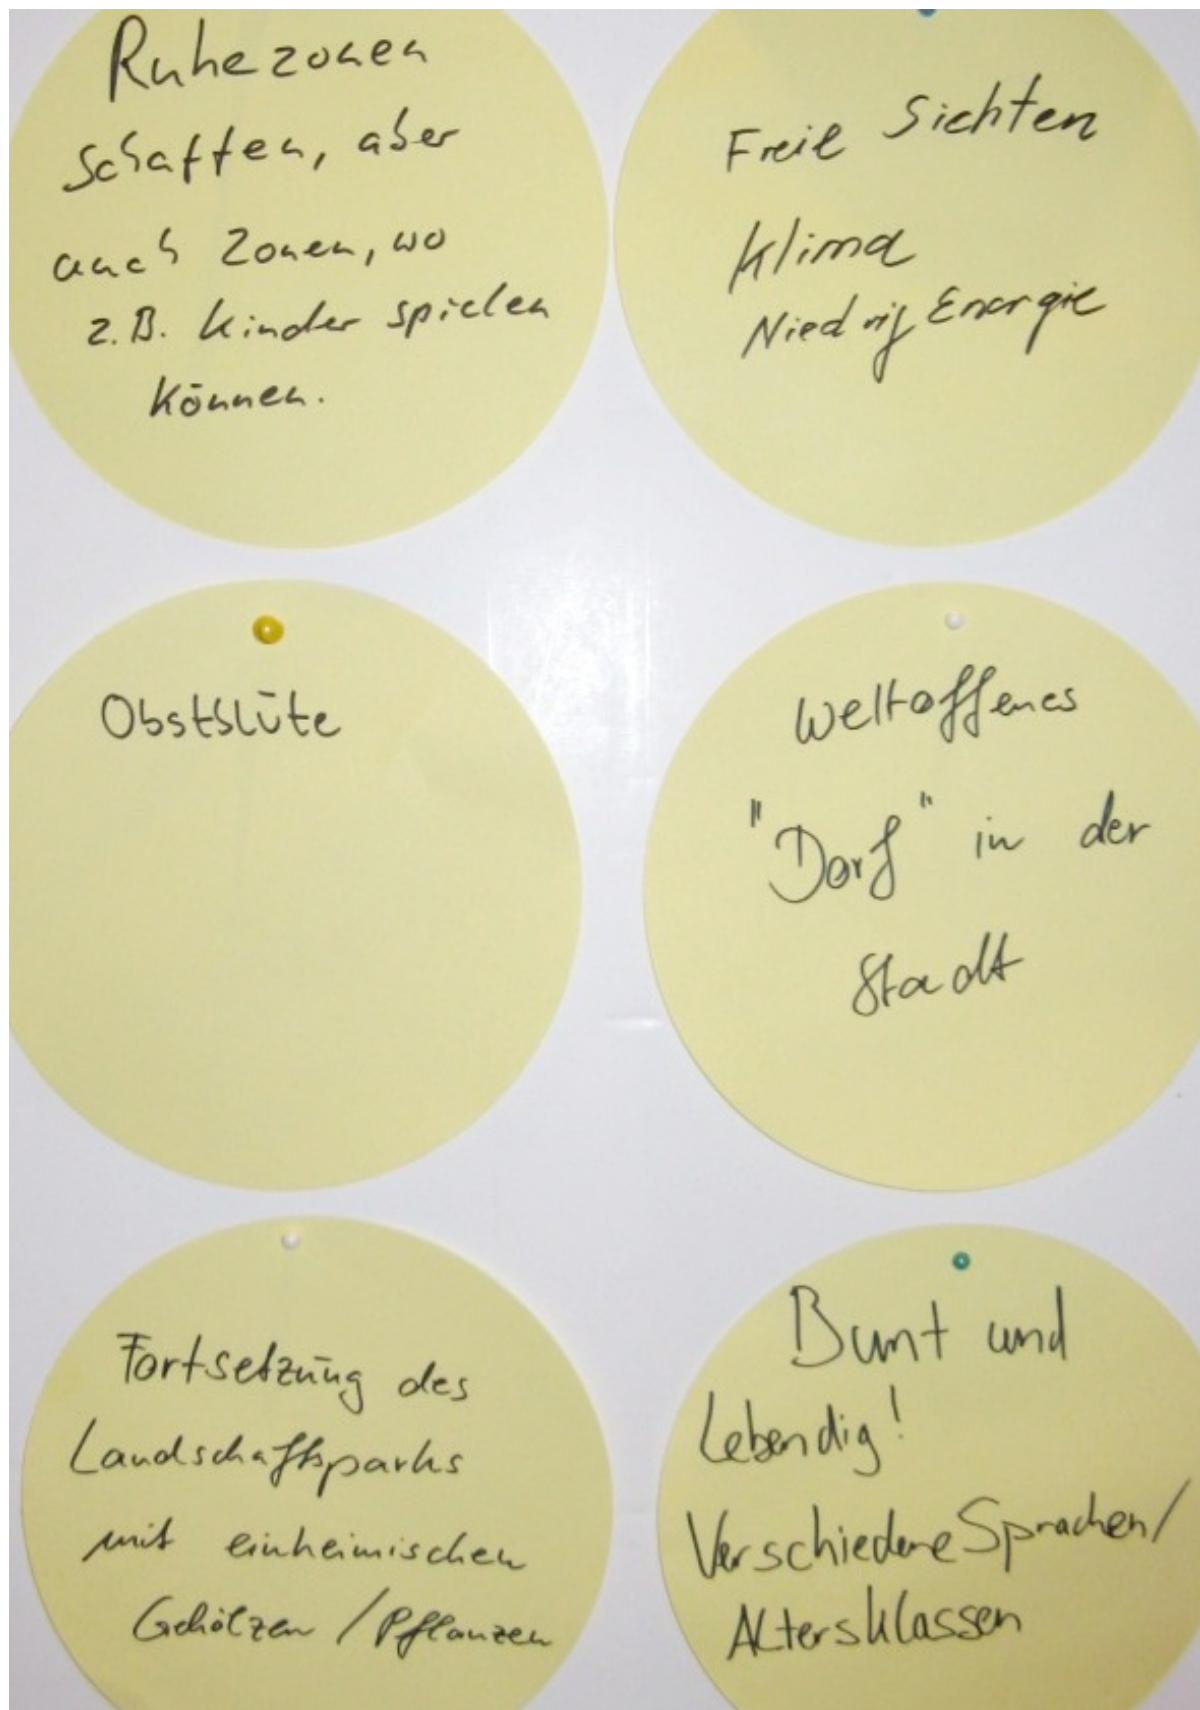 Ruhezonen
schaffen, aber
auch Zonen, wo
z.B. Kinder spielen
können.
Freie Sichten
Klima
Niedrig Energie
Obstblüte
Weltoffenes
"Dorf" in der
Stadt
Fortsetzung des
Landschaftsparks
mit einheimischen
Gehölzen / Pflanzen
Bunt und
Lebendig!
Verschiedene Sprachen/
Altersklassen